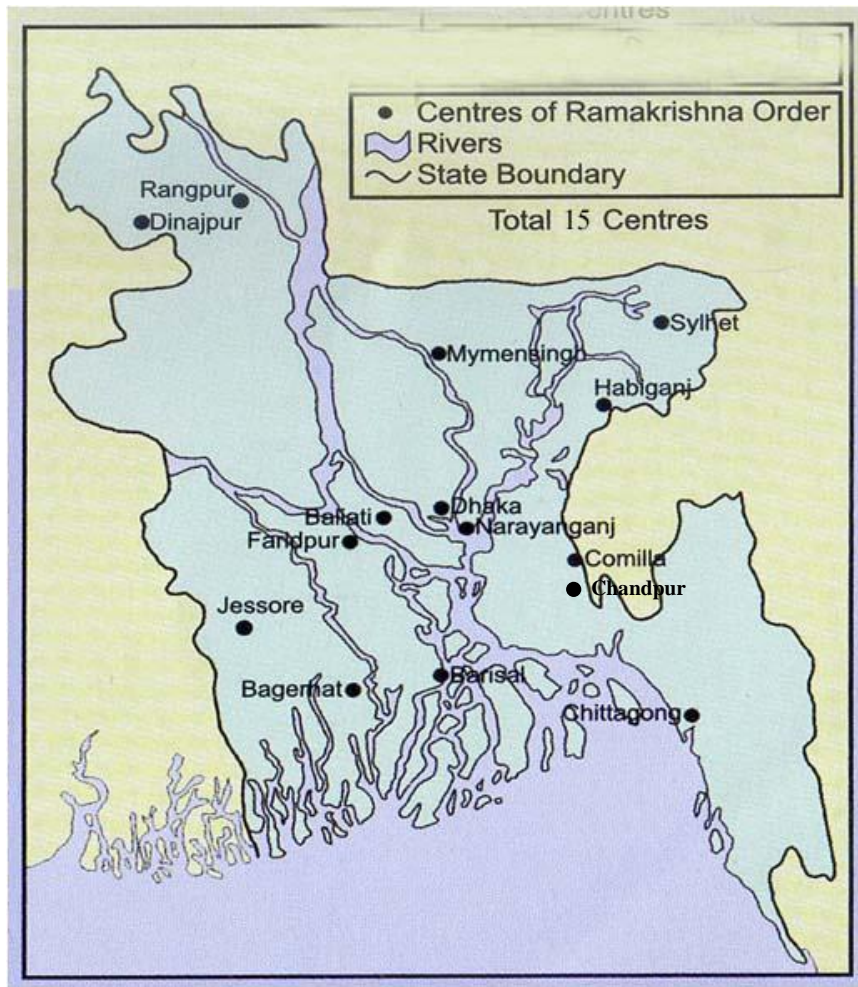 Centres of Ramakrishna Order
Rivers
State Boundary
Total 15 Centres
Rangpur
Dinajpur
Sylhet
Mymensingh
Habiganj
Dhaka
Baliati
Narayanganj
Faridpur
Comilla
Chandpur
Jessore
Barisal
Bagerhat
Chittagong